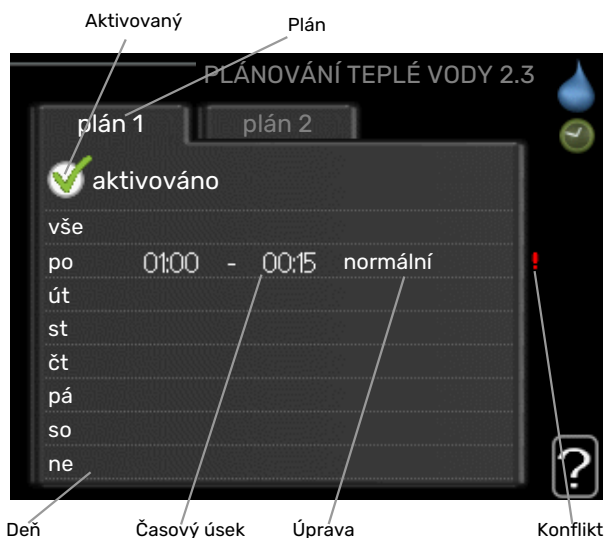 Aktivovaný
Plán
PLÁNOVÁNÍ TEPLÉ VODY 2.3
plán 1 plán 2
aktivováno
vše
po 01:00 - 00:15 normální !
út
st
čt
pá
so
ne
?
Deň Časový úsek Úprava Konflikt